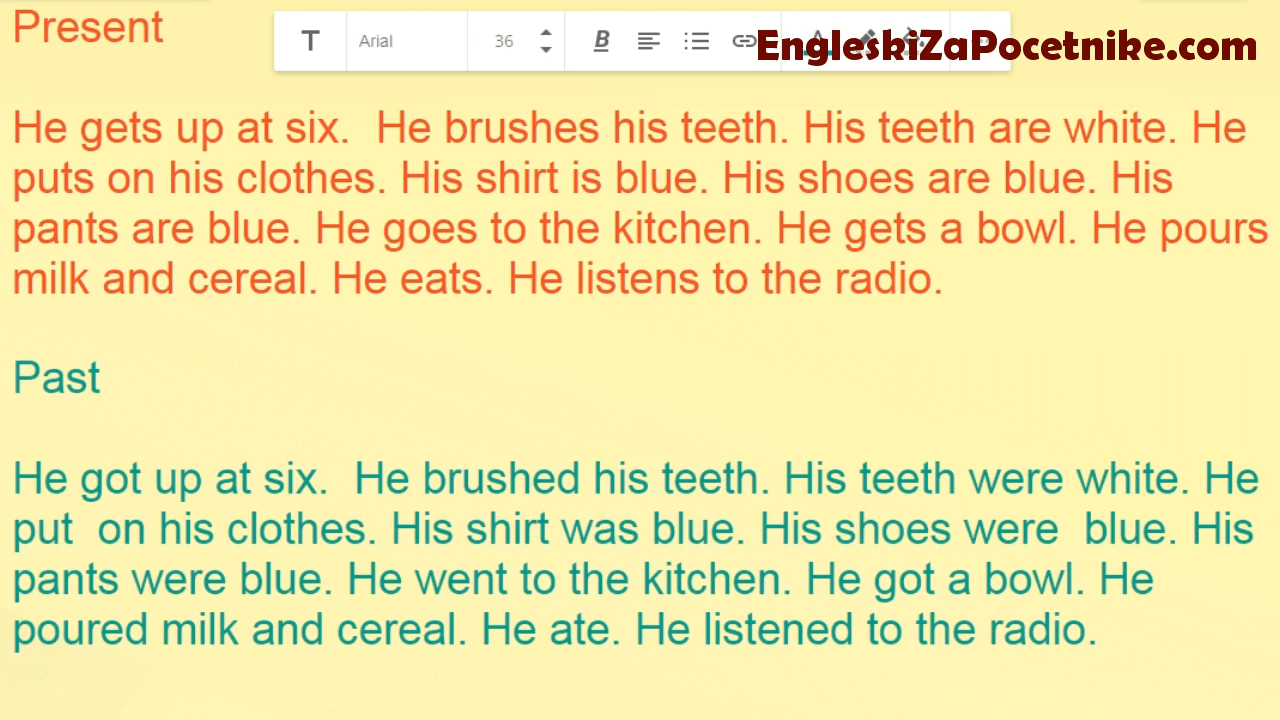 Present
Arial 36 B
EngleskiZaPocetnike.com
He gets up at six.  He brushes his teeth. His teeth are white. He
puts on his clothes. His shirt is blue. His shoes are blue. His
pants are blue. He goes to the kitchen. He gets a bowl. He pours
milk and cereal. He eats. He listens to the radio.
Past
He got up at six.  He brushed his teeth. His teeth were white. He
put  on his clothes. His shirt was blue. His shoes were  blue. His
pants were blue. He went to the kitchen. He got a bowl. He
poured milk and cereal. He ate. He listened to the radio.